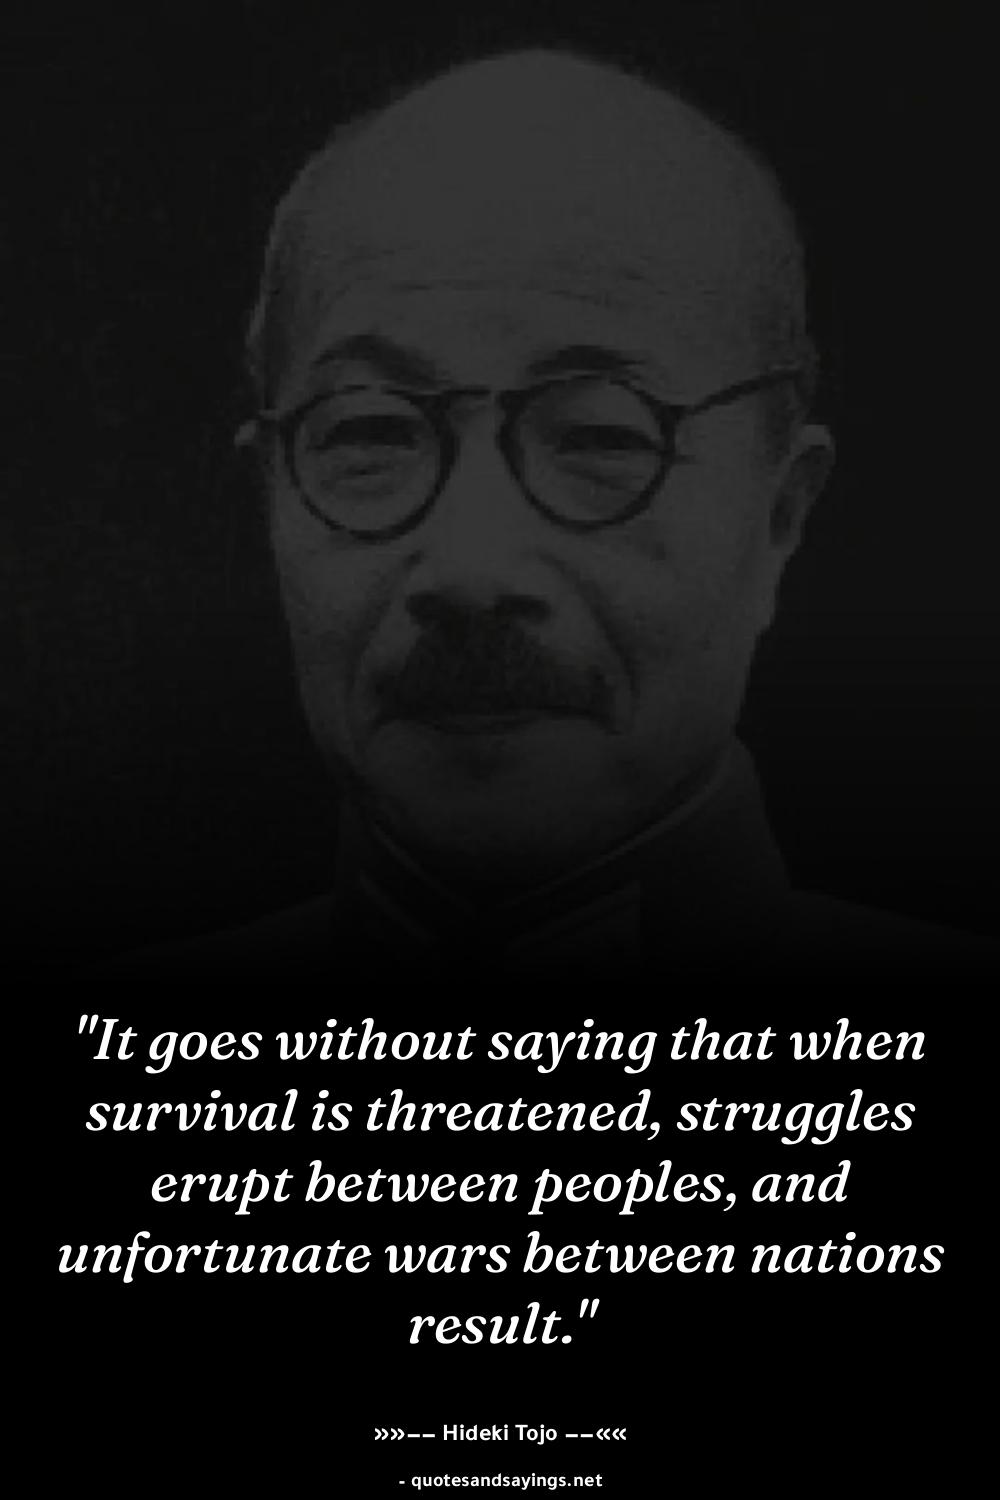 "It goes without saying that when
survival is threatened, struggles
erupt between peoples, and
unfortunate wars between nations
result."
»»−− Hideki Tojo −−««
- quotesandsayings.net